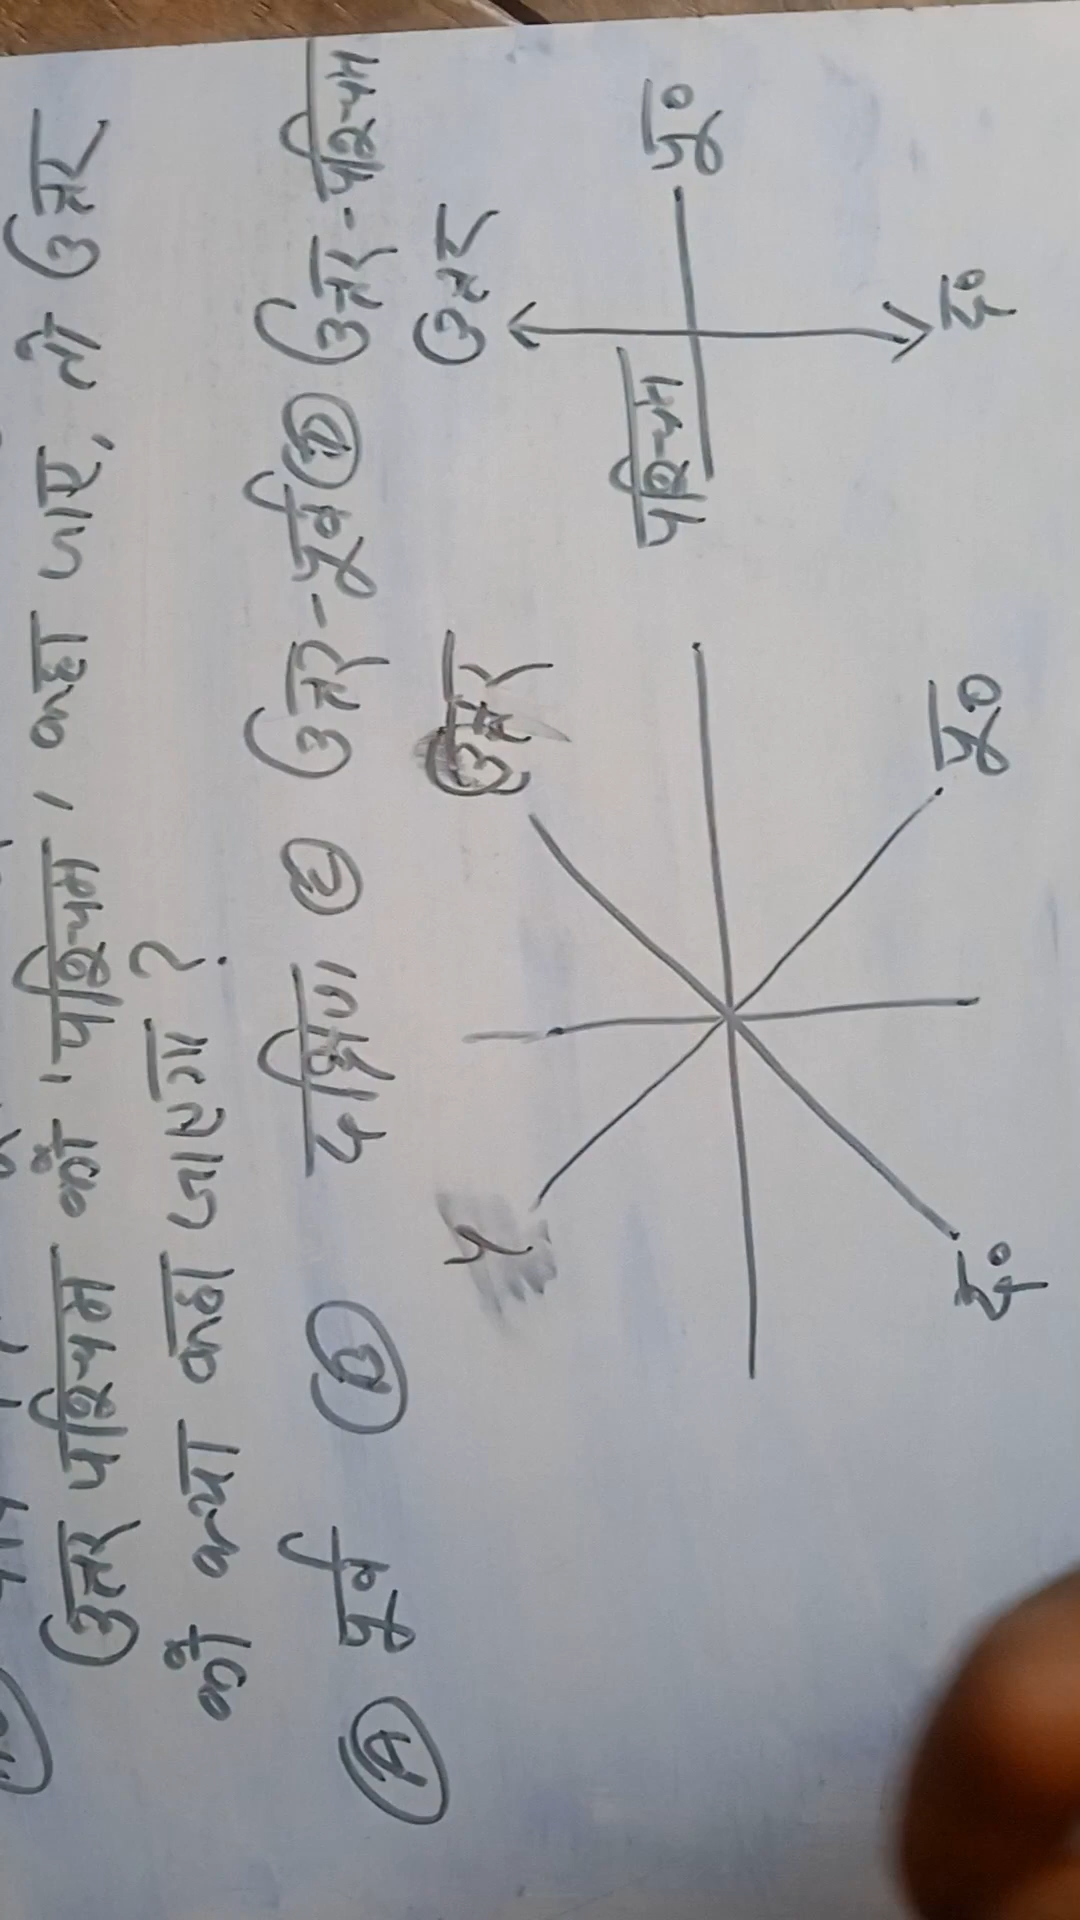 उत्तर पश्चिम को 'पश्चिम' कहा जाए, तो उत्तर
को क्या कहा जाएगा ?
(A) पूर्व (B) दक्षिण (C) उत्तर-पूर्व (D) उत्तर-पश्चिम
उत्तर
पू०
पश्चिम
द०
उत्तर
प
पू०
द०